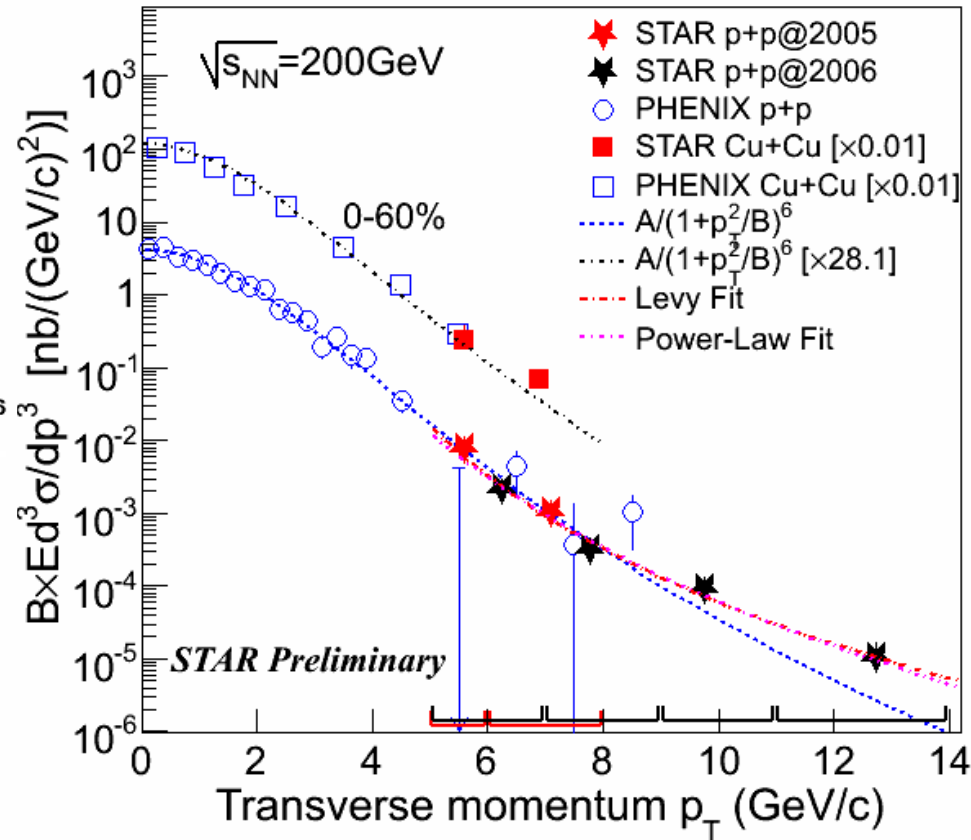 √s_NN=200GeV
STAR p+p@2005
STAR p+p@2006
PHENIX p+p
STAR Cu+Cu [×0.01]
PHENIX Cu+Cu [×0.01]
A/(1+p_T^2/B)^6
A/(1+p_T^2/B)^6 [×28.1]
Levy Fit
Power-Law Fit
0-60%
STAR Preliminary
B×Ed^3σ/dp^3 [nb/(GeV/c)^2)]
s
10^3
10^2
10
1
10^-1
10^-2
10^-3
10^-4
10^-5
10^-6
0 2 4 6 8 10 12 14
Transverse momentum p_T (GeV/c)